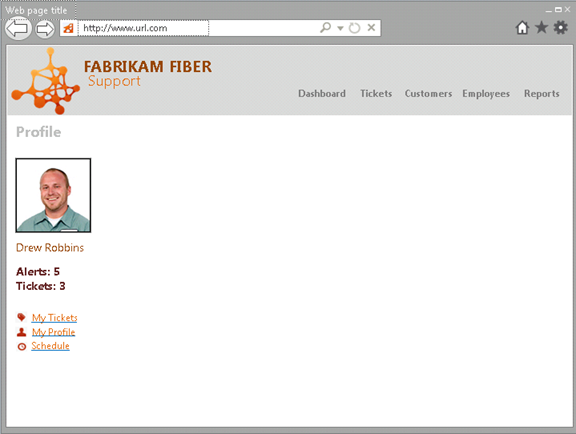 Web page title
http://www.url.com
FABRIKAM FIBER
Support
Dashboard Tickets Customers Employees Reports
Profile
Drew Robbins
Alerts: 5
Tickets: 3
My Tickets
My Profile
Schedule